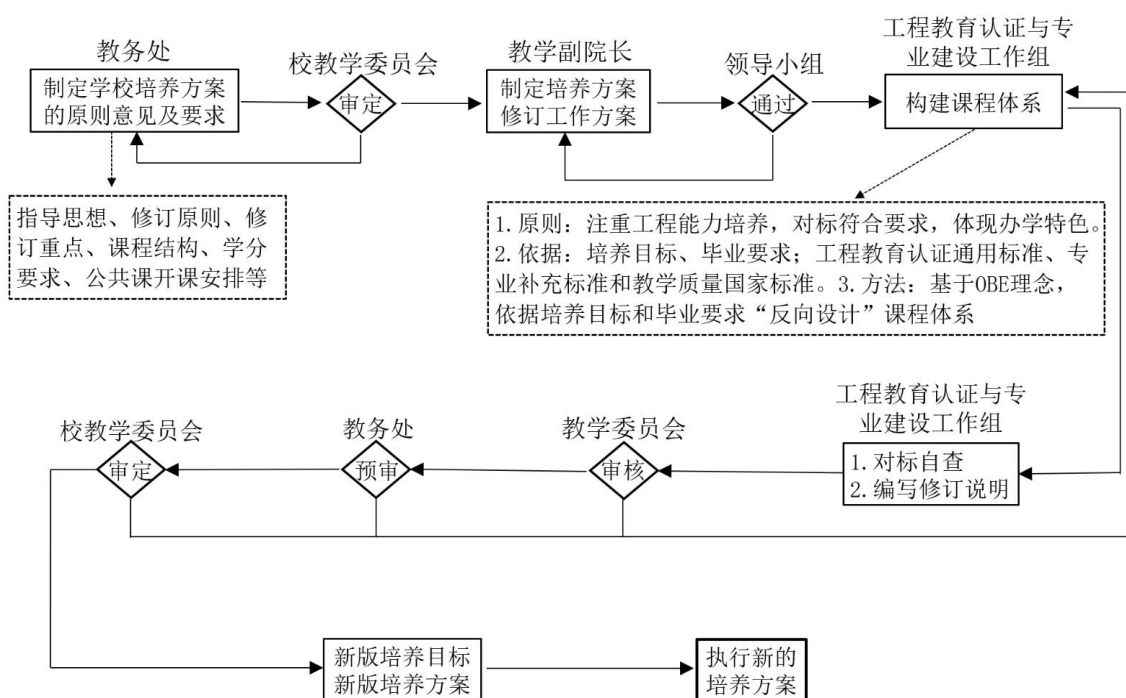 教务处
制定学校培养方案
的原则意见及要求
校教学委员会
审定
教学副院长
制定培养方案
修订工作方案
领导小组
通过
工程教育认证与专
业建设工作组
构建课程体系
指导思想、修订原则、修
订重点、课程结构、学分
要求、公共课开课安排等
1.原则：注重工程能力培养，对标符合要求，体现办学特色。
2.依据：培养目标、毕业要求；工程教育认证通用标准、专
业补充标准和教学质量国家标准。3.方法：基于OBE理念，
依据培养目标和毕业要求“反向设计”课程体系
校教学委员会
审定
教务处
预审
教学委员会
审核
工程教育认证与专
业建设工作组
1.对标自查
2.编写修订说明
新版培养目标
新版培养方案
执行新的
培养方案